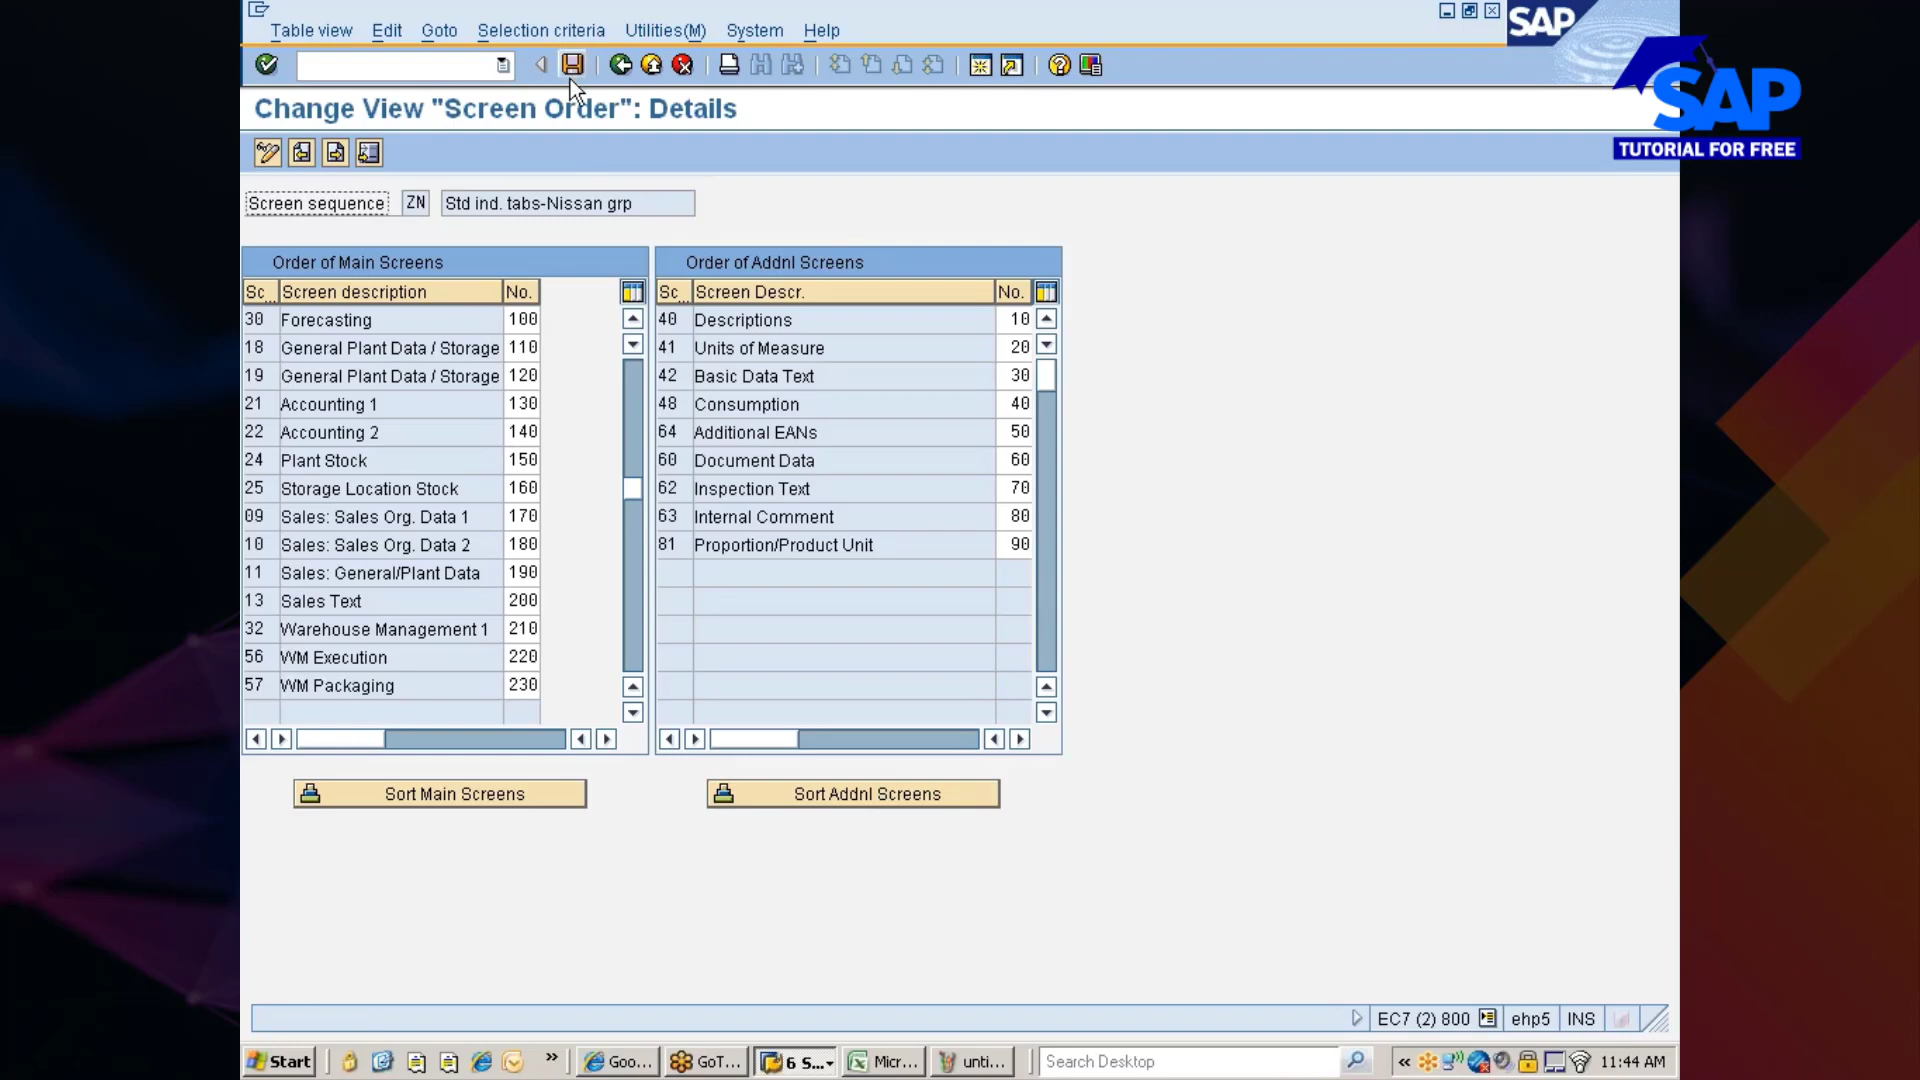 Table view Edit Goto Selection criteria Utilities(M) System Help
SAP
SAP
TUTORIAL FOR FREE
Change View "Screen Order": Details
Screen sequence ZN Std ind. tabs-Nissan grp
Order of Main Screens
Sc... Screen description No.
30 Forecasting 100
18 General Plant Data / Storage 110
19 General Plant Data / Storage 120
21 Accounting 1 130
22 Accounting 2 140
24 Plant Stock 150
25 Storage Location Stock 160
09 Sales: Sales Org. Data 1 170
10 Sales: Sales Org. Data 2 180
11 Sales: General/Plant Data 190
13 Sales Text 200
32 Warehouse Management 1 210
56 WM Execution 220
57 WM Packaging 230
Sort Main Screens
Order of Addnl Screens
Sc... Screen Descr. No.
40 Descriptions 10
41 Units of Measure 20
42 Basic Data Text 30
48 Consumption 40
64 Additional EANs 50
60 Document Data 60
62 Inspection Text 70
63 Internal Comment 80
81 Proportion/Product Unit 90
Sort Addnl Screens
EC7 (2) 800 ehp5 INS
Start » Goo... GoT... 6 S... Micr... unti... Search Desktop « 11:44 AM